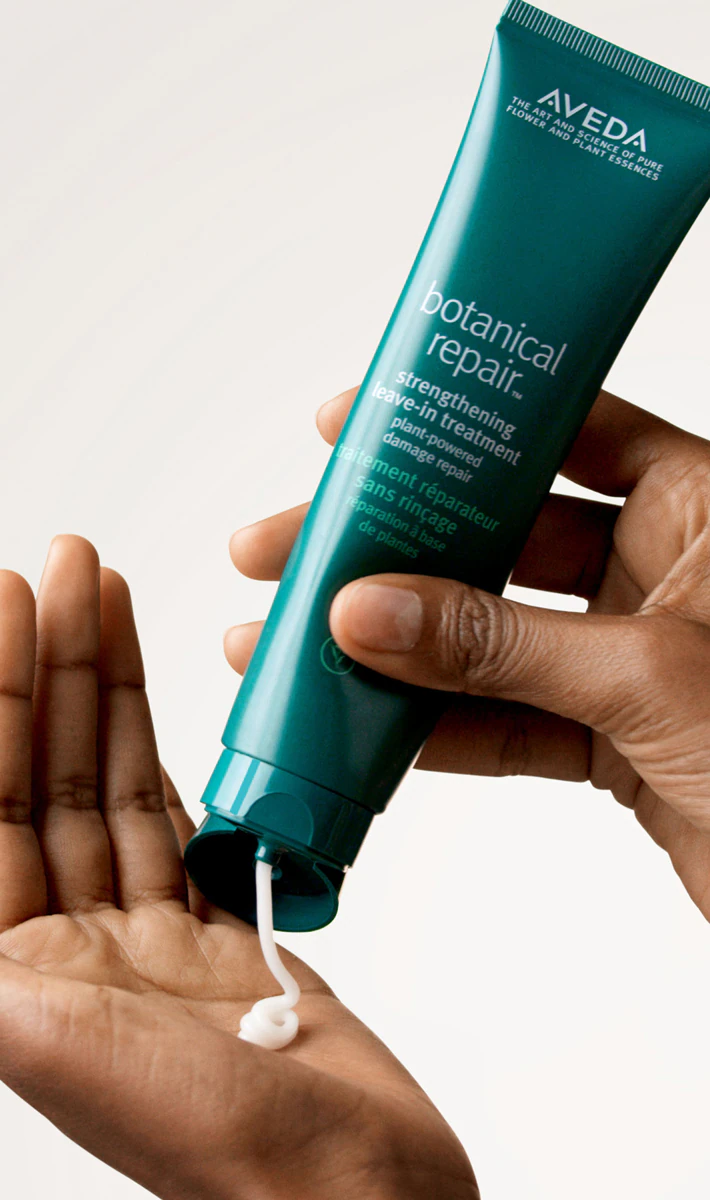 AVEDA
THE ART AND SCIENCE OF PURE
FLOWER AND PLANT ESSENCES
botanical
repair™
strengthening
leave-in treatment
plant-powered
damage repair
traitement réparateur
sans rinçage
réparation à base
de plantes